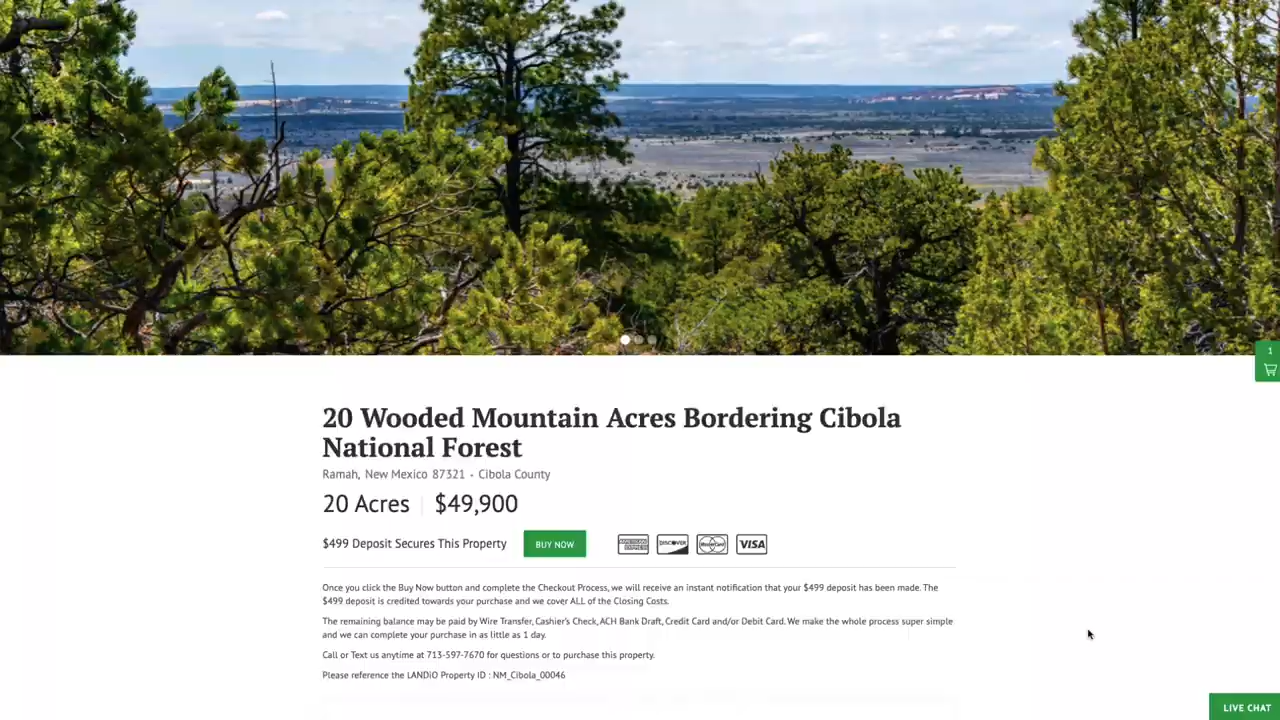 1
20 Wooded Mountain Acres Bordering Cibola
National Forest
Ramah, New Mexico 87321 - Cibola County
20 Acres | $49,900
$499 Deposit Secures This Property BUY NOW AMERICAN EXPRESS DISCOVER MasterCard VISA
Once you click the Buy Now button and complete the Checkout Process, we will receive an instant notification that your $499 deposit has been made. The
$499 deposit is credited towards your purchase and we cover ALL of the Closing Costs.
The remaining balance may be paid by Wire Transfer, Cashier's Check, ACH Bank Draft, Credit Card and/or Debit Card. We make the whole process super simple
and we can complete your purchase in as little as 1 day.
Call or Text us anytime at 713-597-7670 for questions or to purchase this property.
Please reference the LANDiO Property ID : NM_Cibola_00046
LIVE CHAT